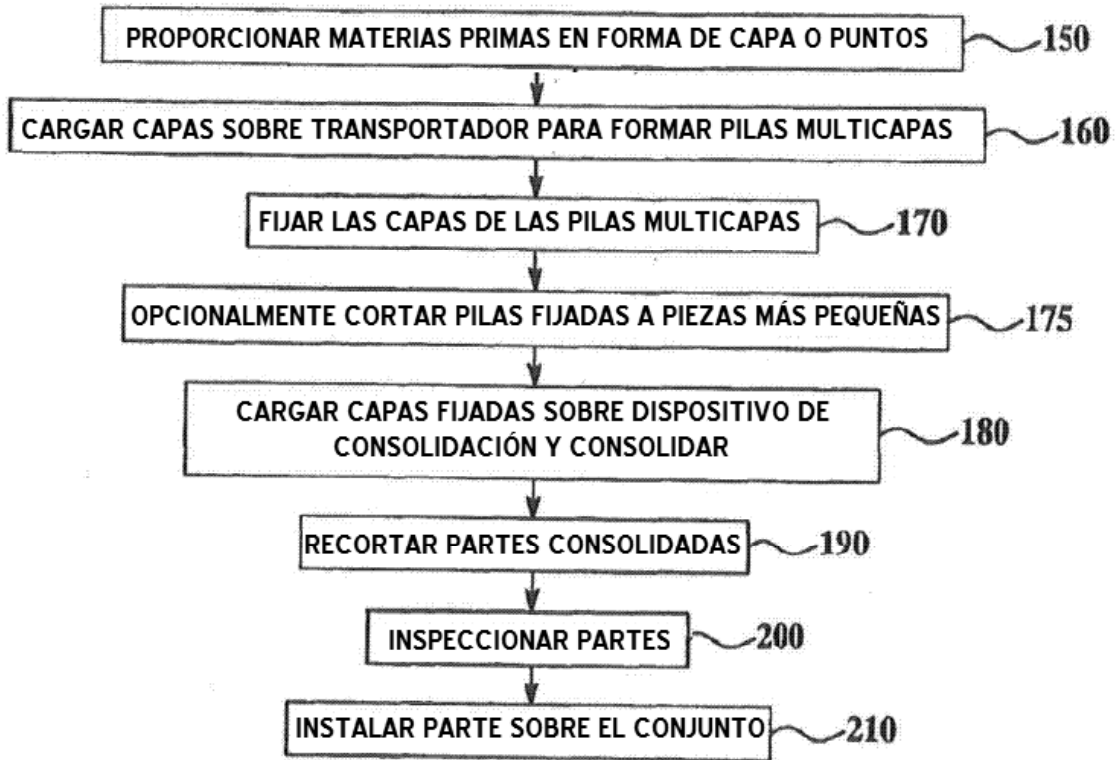 PROPORCIONAR MATERIAS PRIMAS EN FORMA DE CAPA O PUNTOS 150
CARGAR CAPAS SOBRE TRANSPORTADOR PARA FORMAR PILAS MULTICAPAS 160
FIJAR LAS CAPAS DE LAS PILAS MULTICAPAS 170
OPCIONALMENTE CORTAR PILAS FIJADAS A PIEZAS MÁS PEQUEÑAS 175
CARGAR CAPAS FIJADAS SOBRE DISPOSITIVO DE
CONSOLIDACIÓN Y CONSOLIDAR 180
RECORTAR PARTES CONSOLIDADAS 190
INSPECCIONAR PARTES 200
INSTALAR PARTE SOBRE EL CONJUNTO 210